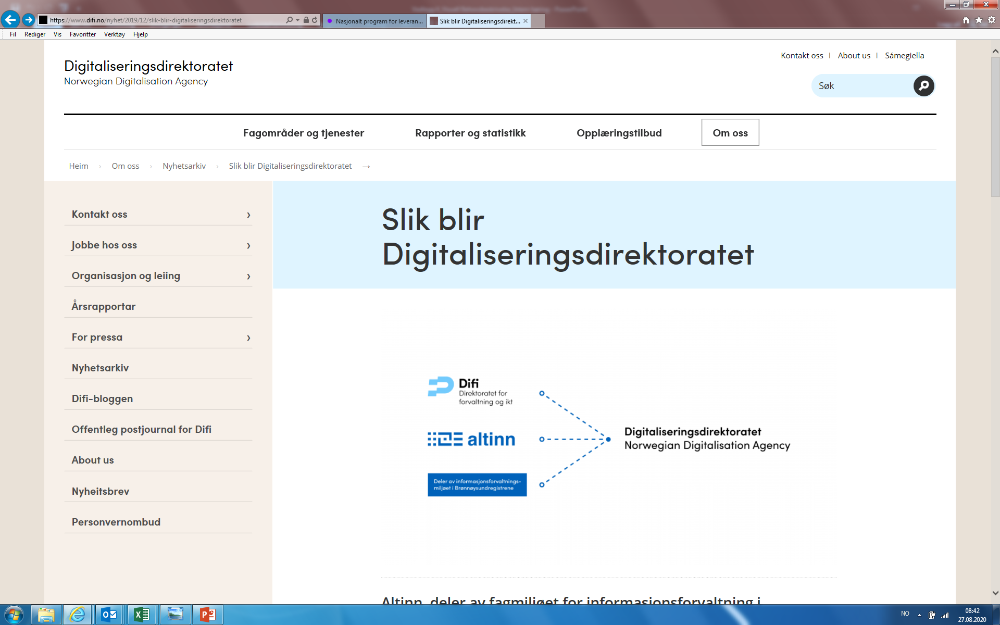 https://www.difi.no/nyhet/2019/12/slik-blir-digitaliseringsdirektoratet
Nasjonalt program for leveran...
Slik blir Digitaliseringsdirekt...
Fil Rediger Vis Favoritter Verktøy Hjelp
Digitaliseringsdirektoratet
Norwegian Digitalisation Agency
Kontakt oss | About us | Sámegiella
Søk
Fagområder og tjenester Rapporter og statistikk Opplæringstilbud Om oss
Heim › Om oss › Nyhetsarkiv › Slik blir Digitaliseringsdirektoratet →
Kontakt oss ›
Jobbe hos oss ›
Organisasjon og leiing ›
Årsrapportar
For pressa ›
Nyhetsarkiv
Difi-bloggen
Offentleg postjournal for Difi
About us
Nyheitsbrev
Personvernombud
Slik blir
Digitaliseringsdirektoratet
Difi
Direktoratet for
forvaltning og ikt
altinn
Deler av informasjonsforvaltnings-
miljøet i Brønnøysundregistrene
Digitaliseringsdirektoratet
Norwegian Digitalisation Agency
Altinn, deler av fagmiljøet for informasjonsforvaltning i
NO
08:42
27.08.2020